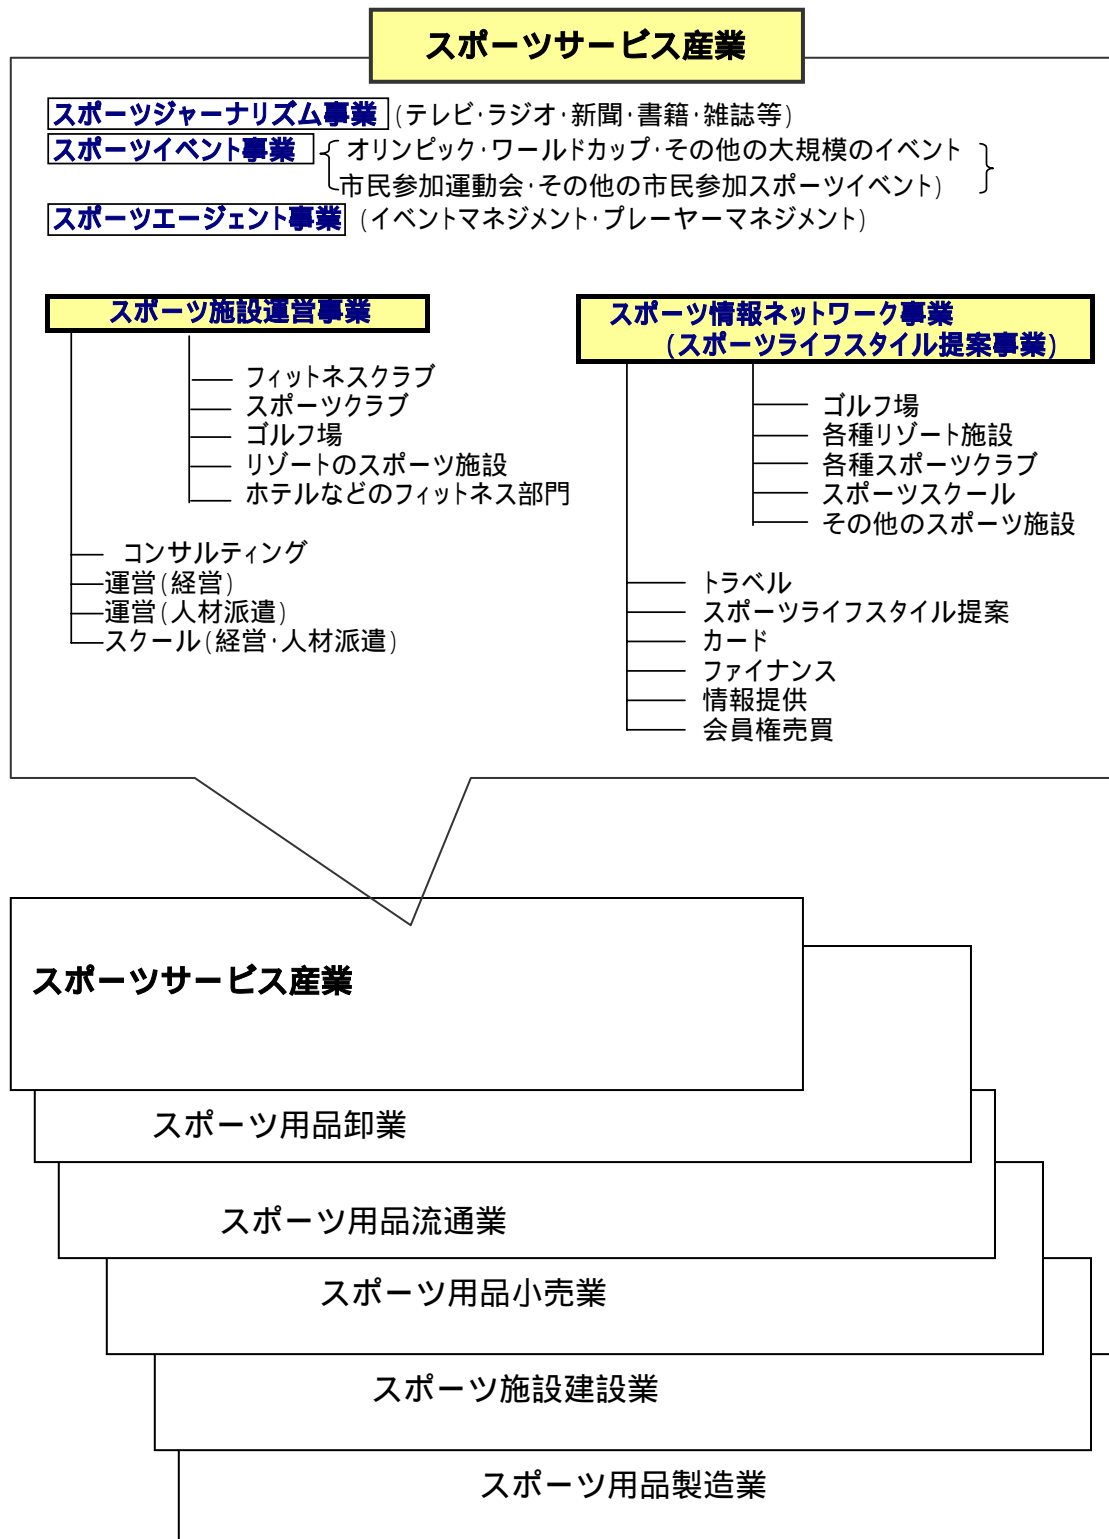 スポーツサービス産業
スポーツジャーナリズム事業 (テレビ・ラジオ・新聞・書籍・雑誌等)
スポーツイベント事業 オリンピック・ワールドカップ・その他の大規模のイベント
市民参加運動会・その他の市民参加スポーツイベント)
スポーツエージェント事業 (イベントマネジメント・プレーヤーマネジメント)
スポーツ施設運営事業
フィットネスクラブ
スポーツクラブ
ゴルフ場
リゾートのスポーツ施設
ホテルなどのフィットネス部門
コンサルティング
運営(経営)
運営(人材派遣)
スクール(経営・人材派遣)
スポーツ情報ネットワーク事業
(スポーツライフスタイル提案事業)
ゴルフ場
各種リゾート施設
各種スポーツクラブ
スポーツスクール
その他のスポーツ施設
トラベル
スポーツライフスタイル提案
カード
ファイナンス
情報提供
会員権売買
スポーツサービス産業
スポーツ用品卸業
スポーツ用品流通業
スポーツ用品小売業
スポーツ施設建設業
スポーツ用品製造業